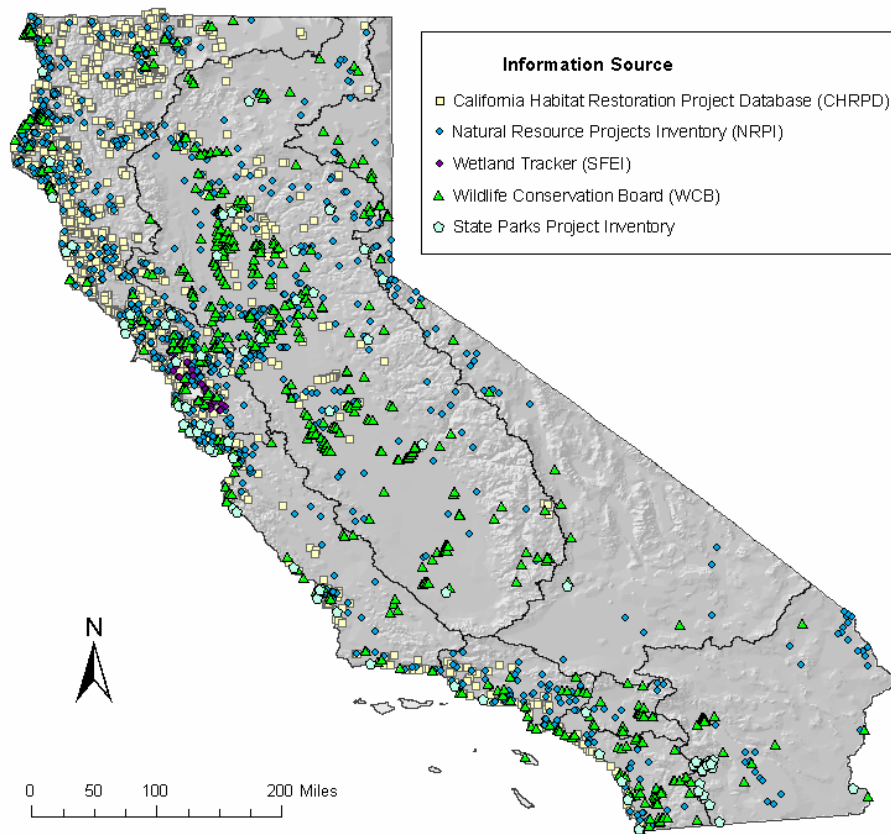 Information Source
California Habitat Restoration Project Database (CHRPD)
Natural Resource Projects Inventory (NRPI)
Wetland Tracker (SFEI)
Wildlife Conservation Board (WCB)
State Parks Project Inventory
N
0 50 100 200 Miles